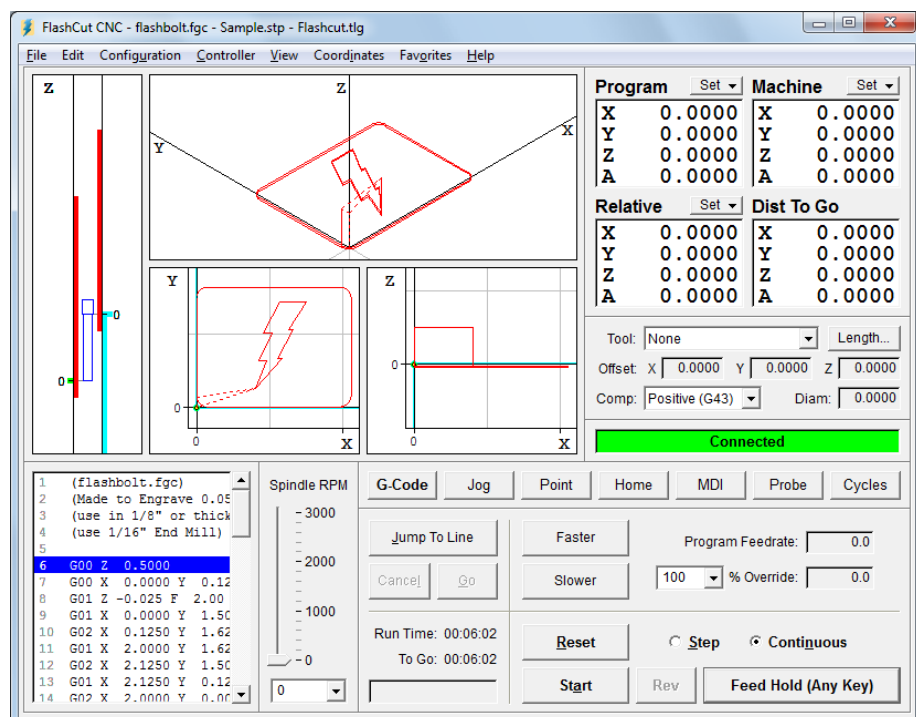 FlashCut CNC - flashbolt.fgc - Sample.stp - Flashcut.tlg
File Edit Configuration Controller View Coordinates Favorites Help
Z
0
0
Z
Y
X
Y
0
0
X
Z
0
0
X
Program Set Machine Set
X 0.0000 X 0.0000
Y 0.0000 Y 0.0000
Z 0.0000 Z 0.0000
A 0.0000 A 0.0000
Relative Set Dist To Go
X 0.0000 X 0.0000
Y 0.0000 Y 0.0000
Z 0.0000 Z 0.0000
A 0.0000 A 0.0000
Tool: None Length...
Offset: X 0.0000 Y 0.0000 Z 0.0000
Comp: Positive (G43) Diam: 0.0000
Connected
1 (flashbolt.fgc)
2 (Made to Engrave 0.05
3 (use in 1/8" or thick
4 (use 1/16" End Mill)
5
6 G00 Z 0.5000
7 G00 X 0.0000 Y 0.12
8 G01 Z -0.025 F 2.00
9 G01 X 0.0000 Y 1.50
10 G02 X 0.1250 Y 1.62
11 G01 X 2.0000 Y 1.62
12 G02 X 2.1250 Y 1.50
13 G01 X 2.1250 Y 0.12
14 G02 X 2.0000 Y 0.00
Spindle RPM
3000
2000
1000
0
0
G-Code Jog Point Home MDI Probe Cycles
Jump To Line
Cancel Go
Faster
Slower
Program Feedrate: 0.0
100 % Override: 0.0
Run Time: 00:06:02
To Go: 00:06:02
Reset Step Continuous
Start Rev Feed Hold (Any Key)